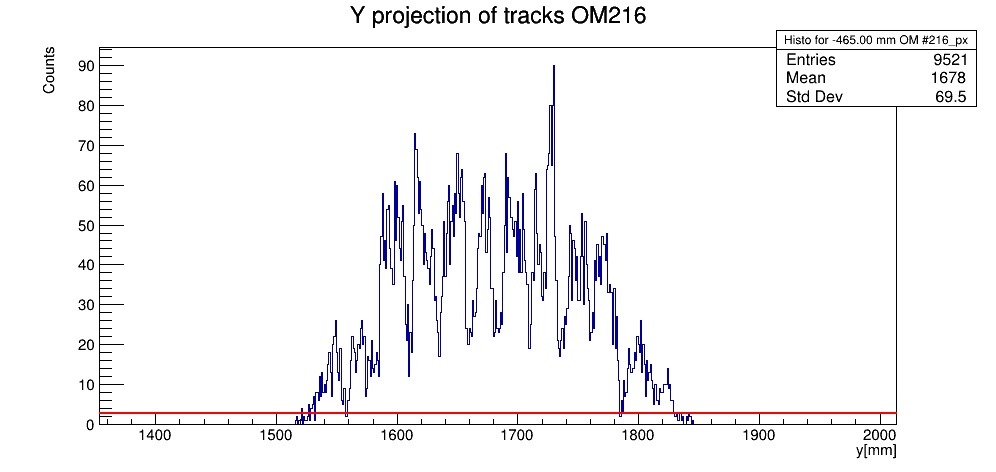 Y projection of tracks OM216
Histo for -465.00 mm OM #216_px
Entries 9521
Mean 1678
Std Dev 69.5
Counts
90
80
70
60
50
40
30
20
10
0
1400 1500 1600 1700 1800 1900 2000
y[mm]